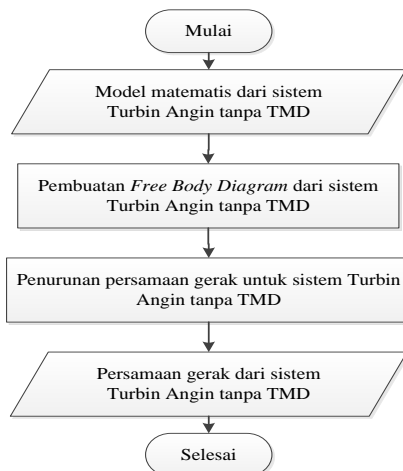 Mulai
Model matematis dari sistem
Turbin Angin tanpa TMD
Pembuatan Free Body Diagram dari sistem
Turbin Angin tanpa TMD
Penurunan persamaan gerak untuk sistem Turbin
Angin tanpa TMD
Persamaan gerak dari sistem
Turbin Angin tanpa TMD
Selesai